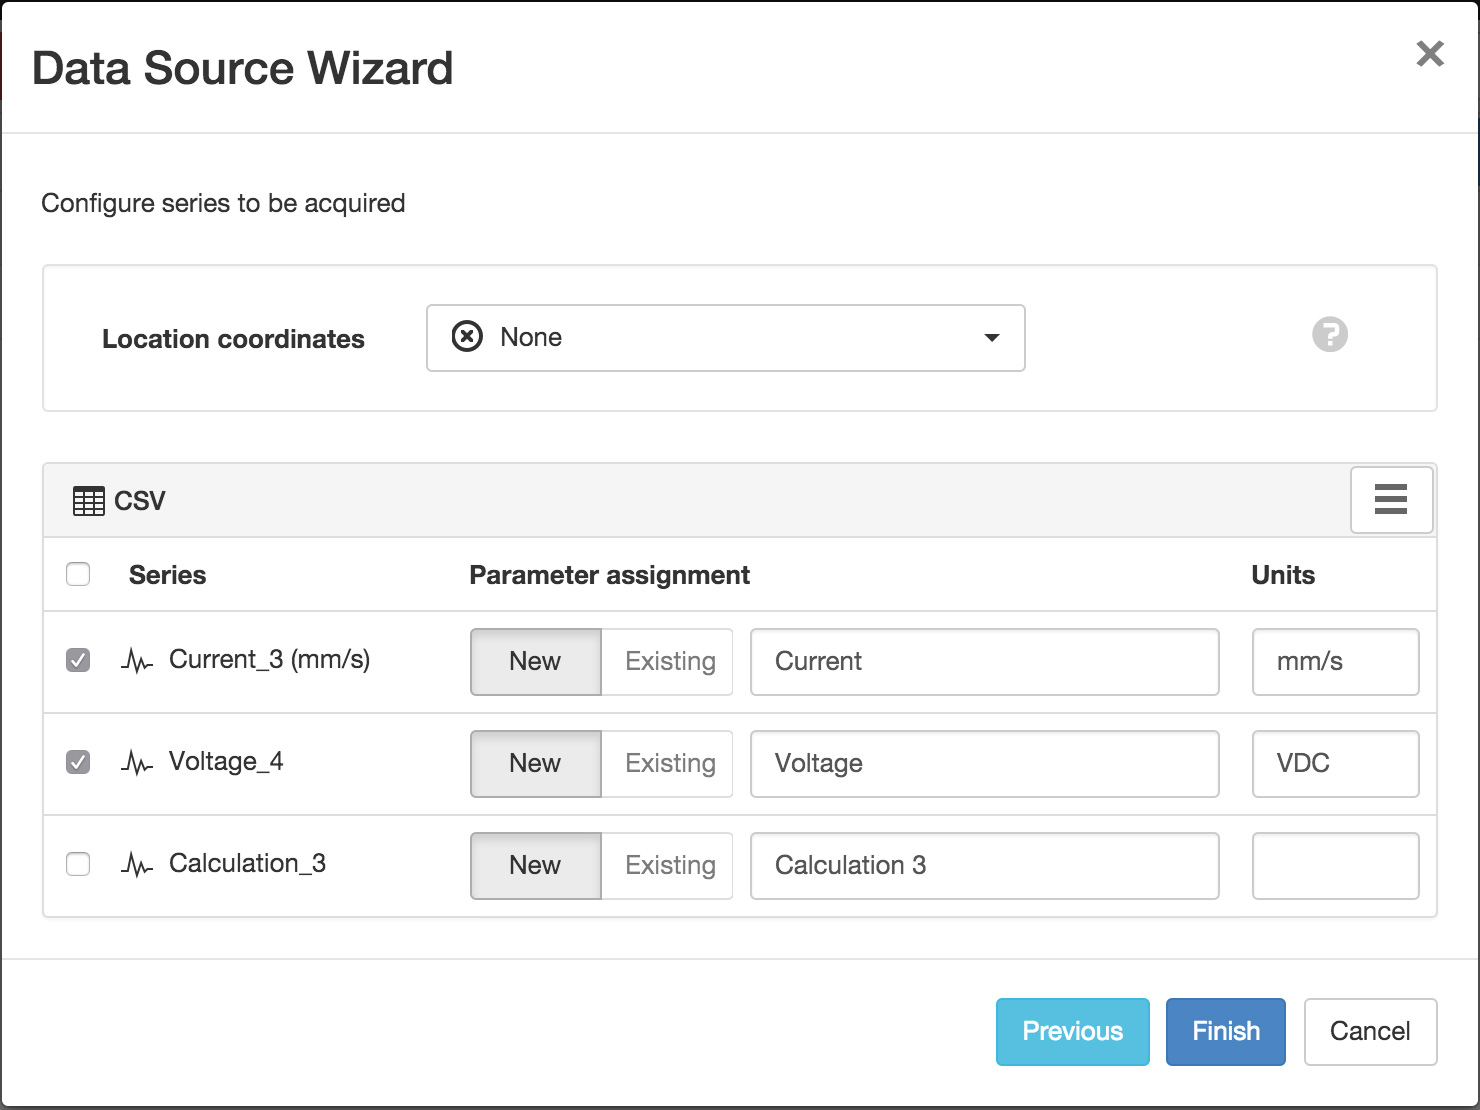 Data Source Wizard
Configure series to be acquired
Location coordinates None
CSV
Series Parameter assignment Units
Current_3 (mm/s) New Existing Current mm/s
Voltage_4 New Existing Voltage VDC
Calculation_3 New Existing Calculation 3
Previous Finish Cancel